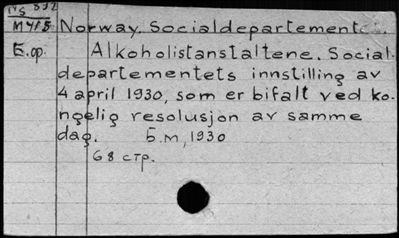 Norway. Socialdepartement...
M415
E.op. Alkoholistanstaltene. Social-
departementets innstilling av
4 april 1930, som er bifalt ved ko-
ngelig resolusjon av samme
dag. б.м, 1930
68 стр.